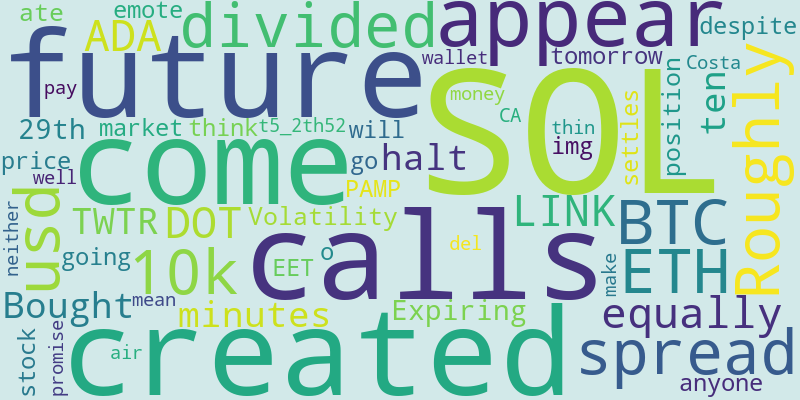 ate
emote
ADA
divided
appear
despite
future
wallet
tomorrow
Costa
pay
SOL
money
CA
Roughly
29th
market
think
t5_2th52
will
thin
img
settles
position
ten
price
well
come
go
halt
PAMP
neither
usd
TWTR
DOT
Volatility
LINK
BTC
going
10k
calls
o
EET
del
ETH
make
Bought
mean
minutes
Expiring
equally
stock
promise
air
created
spread
anyone